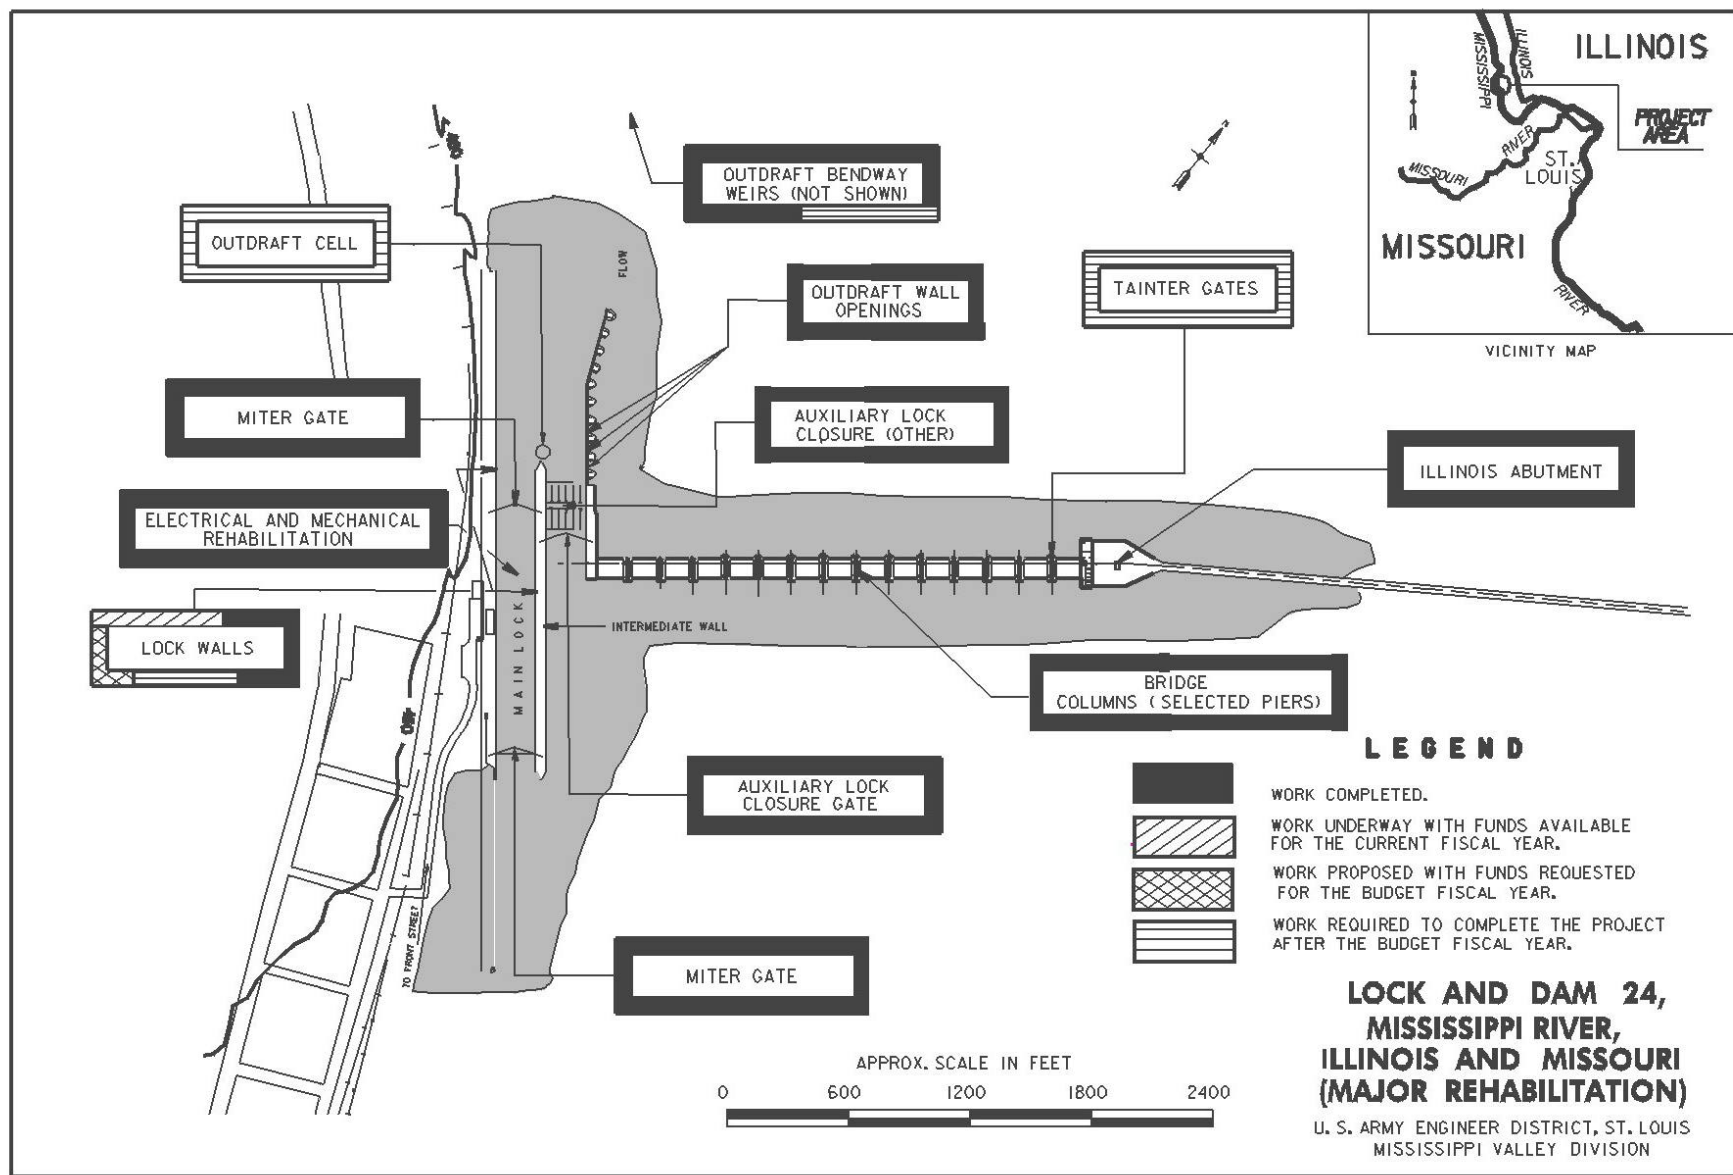 ILLINOIS
MISSISSIPPI
ILLINOIS
PROJECT
AREA
RIVER
ST.
LOUIS
MISSOURI
MISSOURI
RIVER
VICINITY MAP
OUTDRAFT BENDWAY
WEIRS (NOT SHOWN)
OUTDRAFT CELL
FLOW
OUTDRAFT WALL
OPENINGS
TAINTER GATES
MITER GATE
AUXILIARY LOCK
CLOSURE (OTHER)
ILLINOIS ABUTMENT
ELECTRICAL AND MECHANICAL
REHABILITATION
LOCK WALLS
MAIN LOCK
INTERMEDIATE WALL
BRIDGE
COLUMNS (SELECTED PIERS)
AUXILIARY LOCK
CLOSURE GATE
TO FRONT STREET
MITER GATE
LEGEND
WORK COMPLETED.
WORK UNDERWAY WITH FUNDS AVAILABLE
FOR THE CURRENT FISCAL YEAR.
WORK PROPOSED WITH FUNDS REQUESTED
FOR THE BUDGET FISCAL YEAR.
WORK REQUIRED TO COMPLETE THE PROJECT
AFTER THE BUDGET FISCAL YEAR.
LOCK AND DAM 24,
MISSISSIPPI RIVER,
ILLINOIS AND MISSOURI
(MAJOR REHABILITATION)
U. S. ARMY ENGINEER DISTRICT, ST. LOUIS
MISSISSIPPI VALLEY DIVISION
APPROX. SCALE IN FEET
0 600 1200 1800 2400